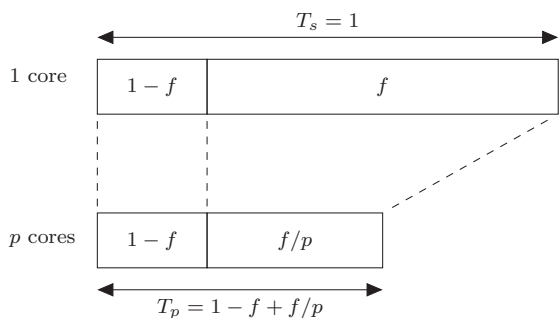 T_s = 1
1 core
1 − f
f
p cores
1 − f
f/p
T_p = 1 − f + f/p